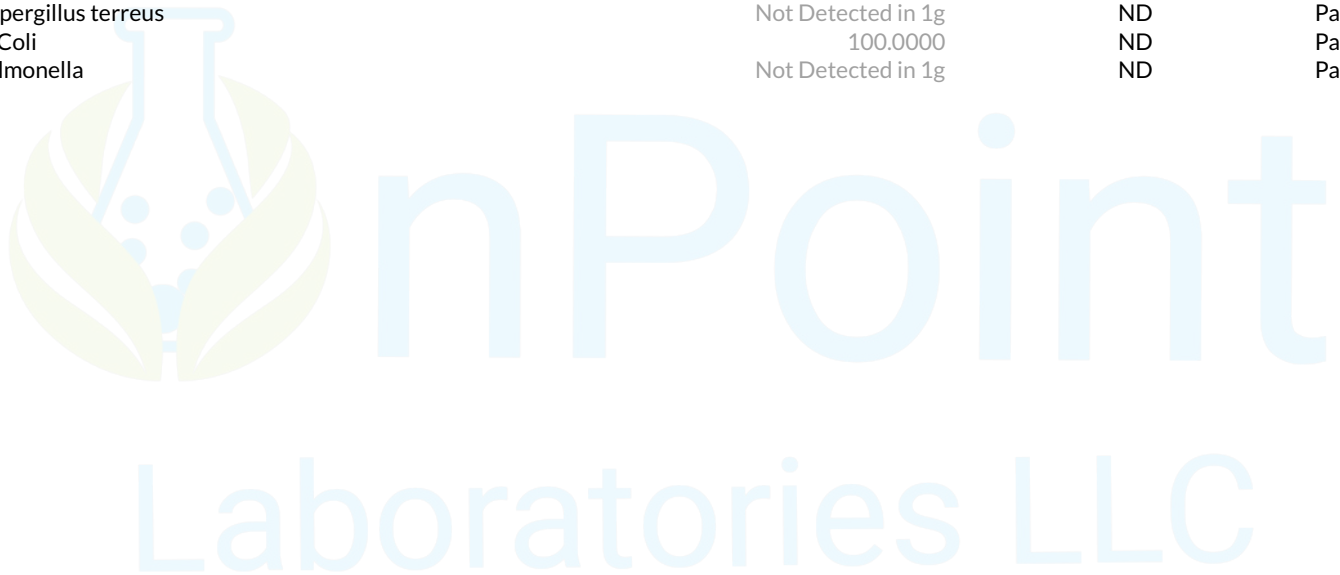 pergillus terreus Not Detected in 1g ND Pa
Coli 100.0000 ND Pa
lmonella Not Detected in 1g ND Pa
nPoint
Laboratories LLC